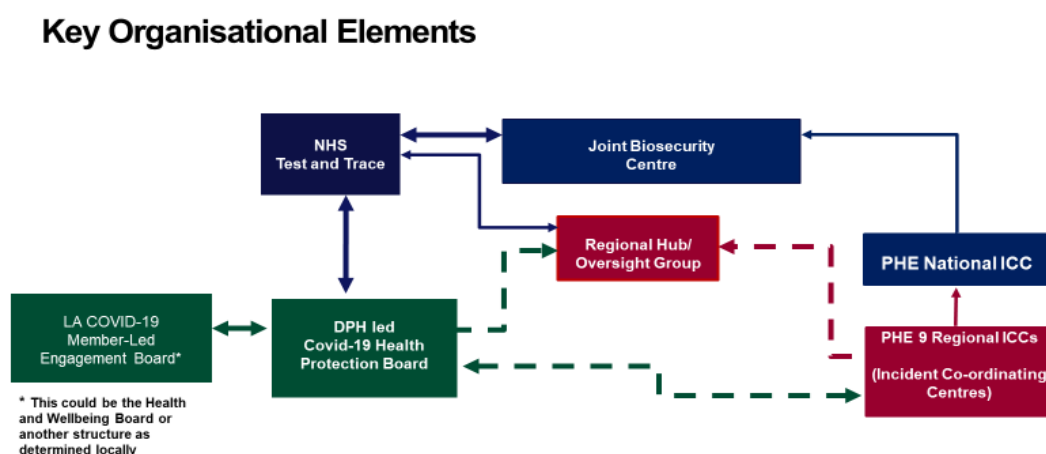 Key Organisational Elements
NHS
Test and Trace
Joint Biosecurity
Centre
Regional Hub/
Oversight Group
PHE National ICC
LA COVID-19
Member-Led
Engagement Board*
DPH led
Covid-19 Health
Protection Board
PHE 9 Regional ICCs
(Incident Co-ordinating
Centres)
* This could be the Health
and Wellbeing Board or
another structure as
determined locally